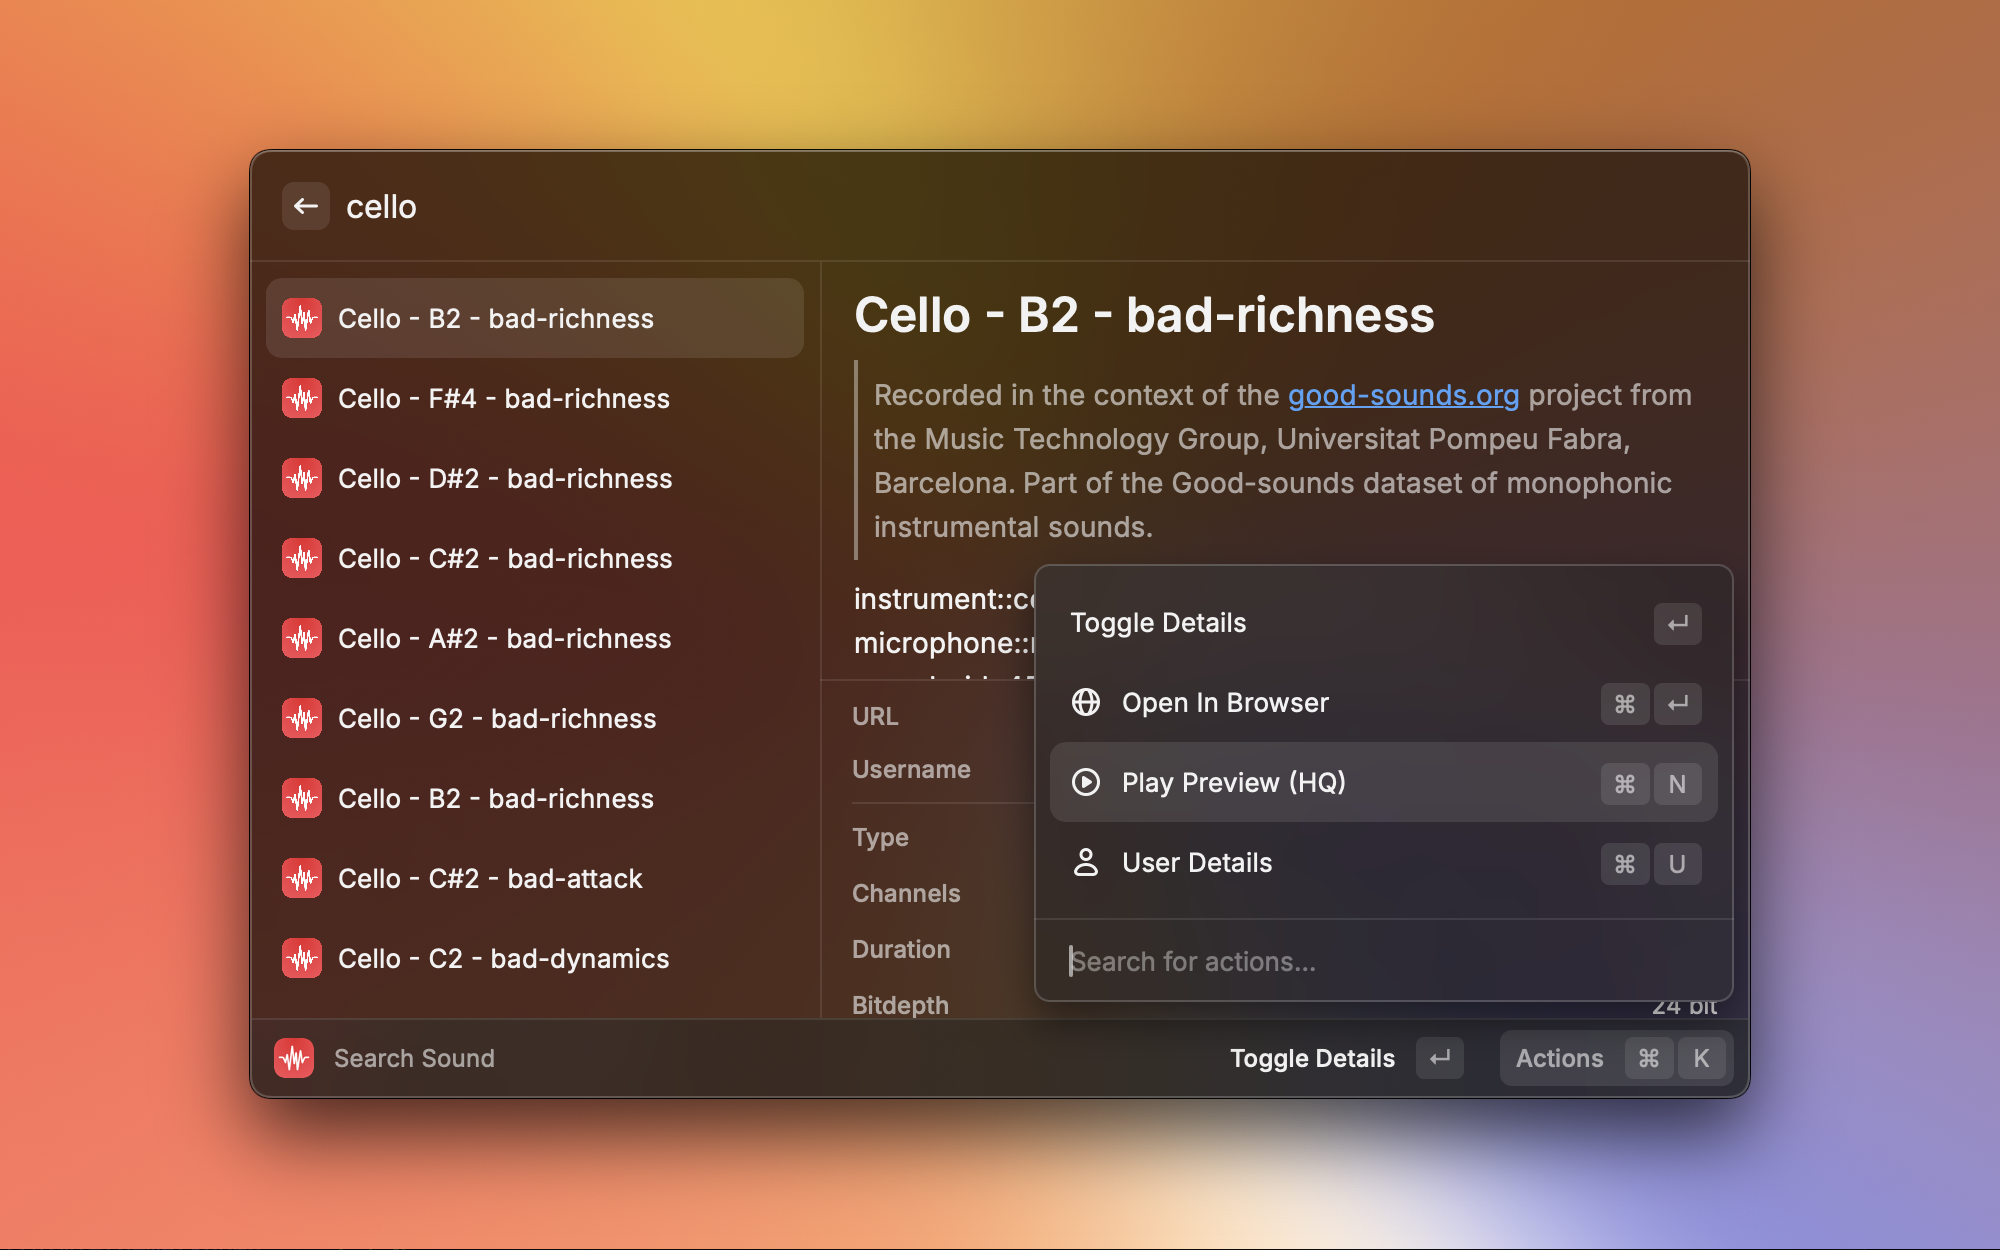 cello
Cello - B2 - bad-richness
Cello - F#4 - bad-richness
Cello - D#2 - bad-richness
Cello - C#2 - bad-richness
Cello - A#2 - bad-richness
Cello - G2 - bad-richness
Cello - B2 - bad-richness
Cello - C#2 - bad-attack
Cello - C2 - bad-dynamics
Cello - B2 - bad-richness
Recorded in the context of the good-sounds.org project from
the Music Technology Group, Universitat Pompeu Fabra,
Barcelona. Part of the Good-sounds dataset of monophonic
instrumental sounds.
instrument::
microphone::
URL
Username
Type
Channels
Duration
Bitdepth
24 bit
Toggle Details ↵
Open In Browser ⌘ ↵
Play Preview (HQ) ⌘ N
User Details ⌘ U
Search for actions...
Search Sound
Toggle Details ↵
Actions ⌘ K